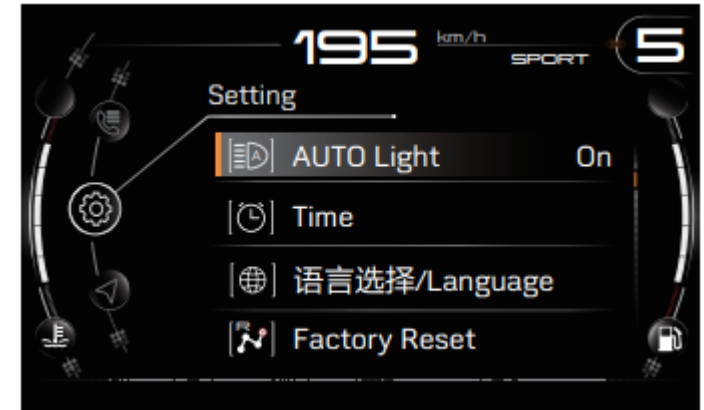 195 km/h SPORT 5
Setting
AUTO Light On
Time
语言选择/Language
Factory Reset